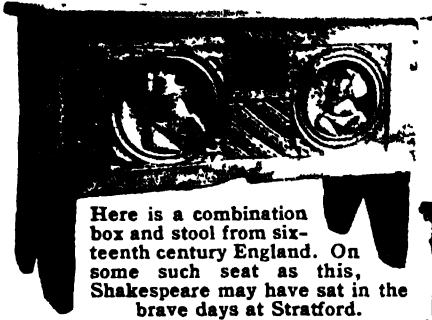 Here is a combination
box and stool from six-
teenth century England. On
some such seat as this,
Shakespeare may have sat in the
brave days at Stratford.